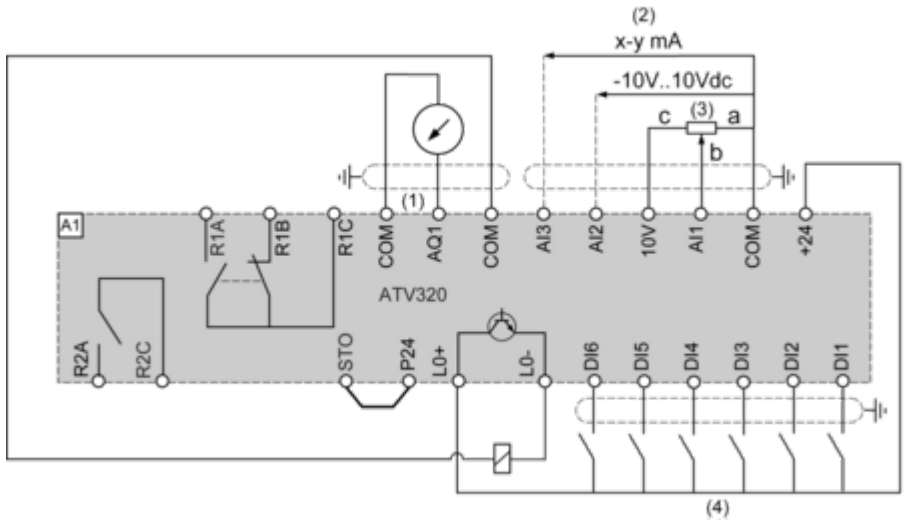 (2)
x-y mA
-10V..10Vdc
c (3) a
b
(1)
A1
R1A
R1B
R1C
COM
AQ1
COM
AI3
AI2
10V
AI1
COM
+24
ATV320
R2A
R2C
STO
P24
L0+
L0-
DI6
DI5
DI4
DI3
DI2
DI1
(4)